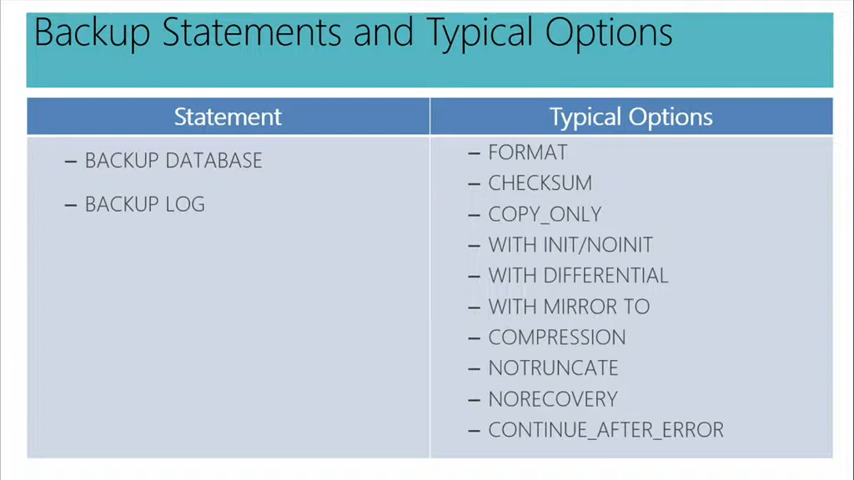 Backup Statements and Typical Options
Statement
Typical Options
– BACKUP DATABASE
– BACKUP LOG
– FORMAT
– CHECKSUM
– COPY_ONLY
– WITH INIT/NOINIT
– WITH DIFFERENTIAL
– WITH MIRROR TO
– COMPRESSION
– NOTRUNCATE
– NORECOVERY
– CONTINUE_AFTER_ERROR